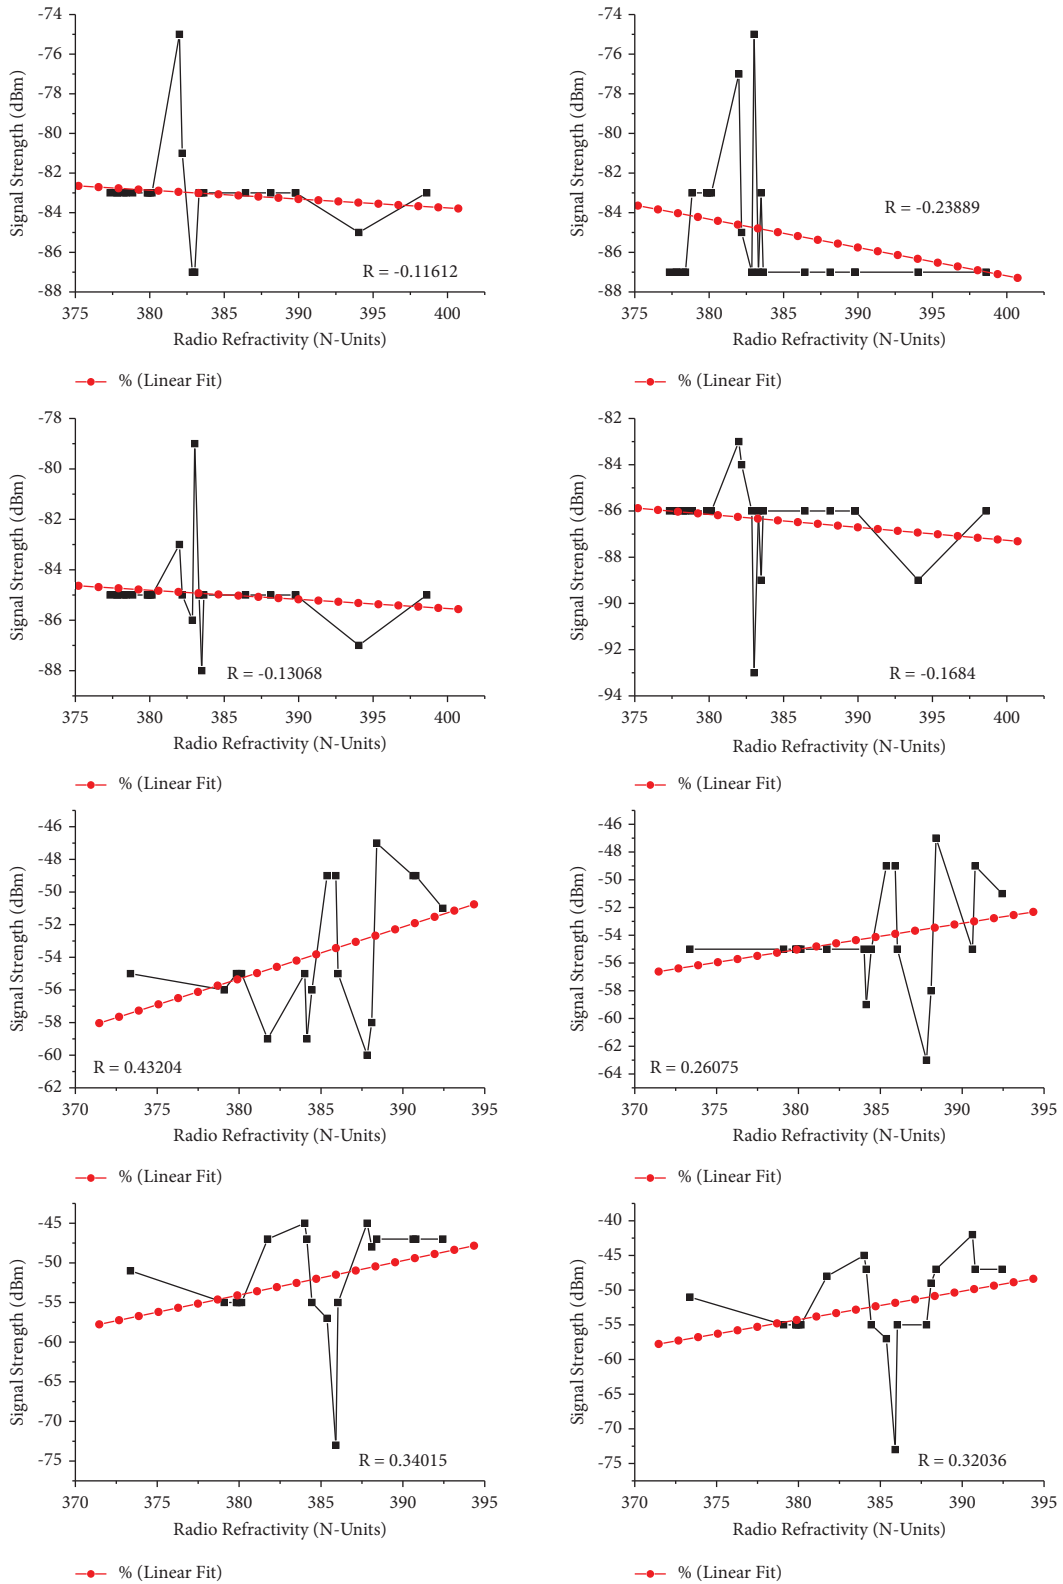 -74
-76
-78
-80
-82
-84
-86
-88
Signal Strength (dBm)
R = -0.11612
375 380 385 390 395 400
Radio Refractivity (N-Units)
% (Linear Fit)
-74
-76
-78
-80
-82
-84
-86
-88
Signal Strength (dBm)
R = -0.23889
375 380 385 390 395 400
Radio Refractivity (N-Units)
% (Linear Fit)
-78
-80
-82
-84
-86
-88
Signal Strength (dBm)
R = -0.13068
375 380 385 390 395 400
Radio Refractivity (N-Units)
% (Linear Fit)
-82
-84
-86
-88
-90
-92
-94
Signal Strength (dBm)
R = -0.1684
375 380 385 390 395 400
Radio Refractivity (N-Units)
% (Linear Fit)
-46
-48
-50
-52
-54
-56
-58
-60
-62
Signal Strength (dBm)
R = 0.43204
370 375 380 385 390 395
Radio Refractivity (N-Units)
% (Linear Fit)
-46
-48
-50
-52
-54
-56
-58
-60
-62
-64
Signal Strength (dBm)
R = 0.26075
370 375 380 385 390 395
Radio Refractivity (N-Units)
% (Linear Fit)
-45
-50
-55
-60
-65
-70
-75
Signal Strength (dBm)
R = 0.34015
370 375 380 385 390 395
Radio Refractivity (N-Units)
% (Linear Fit)
-40
-45
-50
-55
-60
-65
-70
-75
Signal Strength (dBm)
R = 0.32036
370 375 380 385 390 395
Radio Refractivity (N-Units)
% (Linear Fit)